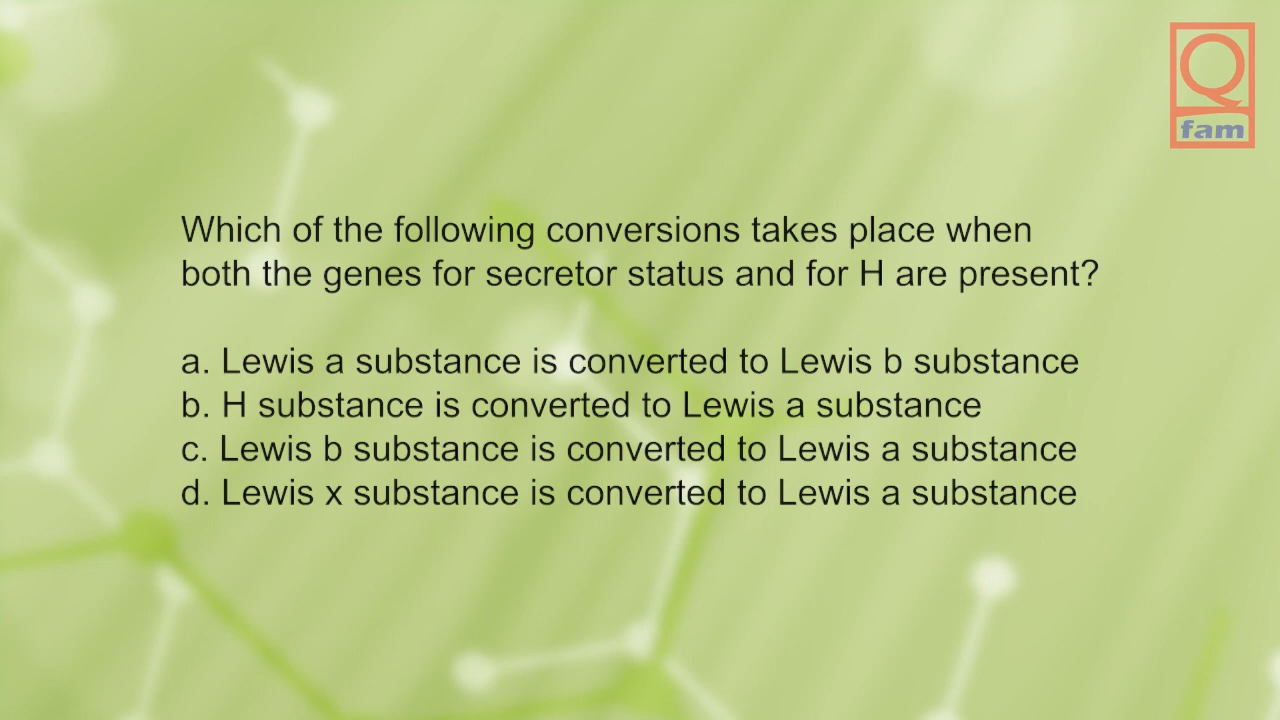 Q
fam
Which of the following conversions takes place when
both the genes for secretor status and for H are present?
a. Lewis a substance is converted to Lewis b substance
b. H substance is converted to Lewis a substance
c. Lewis b substance is converted to Lewis a substance
d. Lewis x substance is converted to Lewis a substance